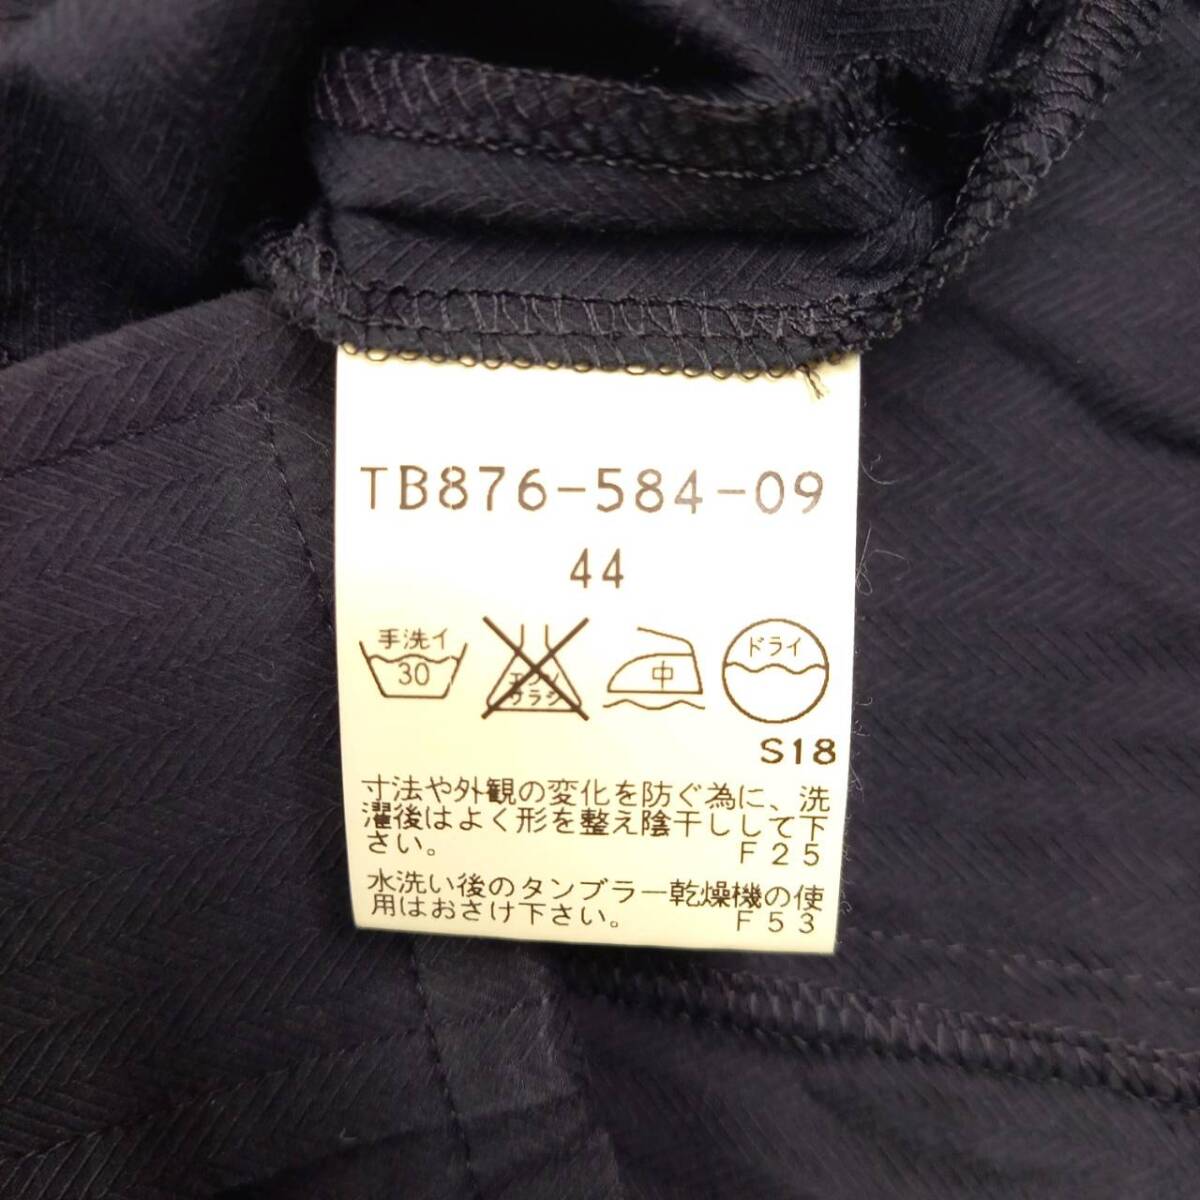 TB876-584-09
44
手洗イ
30
エンソ
サラシ
中
ドライ
S18
寸法や外観の変化を防ぐ為に、洗
濯後はよく形を整え陰干しして下
さい。 F25
水洗い後のタンブラー乾燥機の使
用はおさけ下さい。 F53